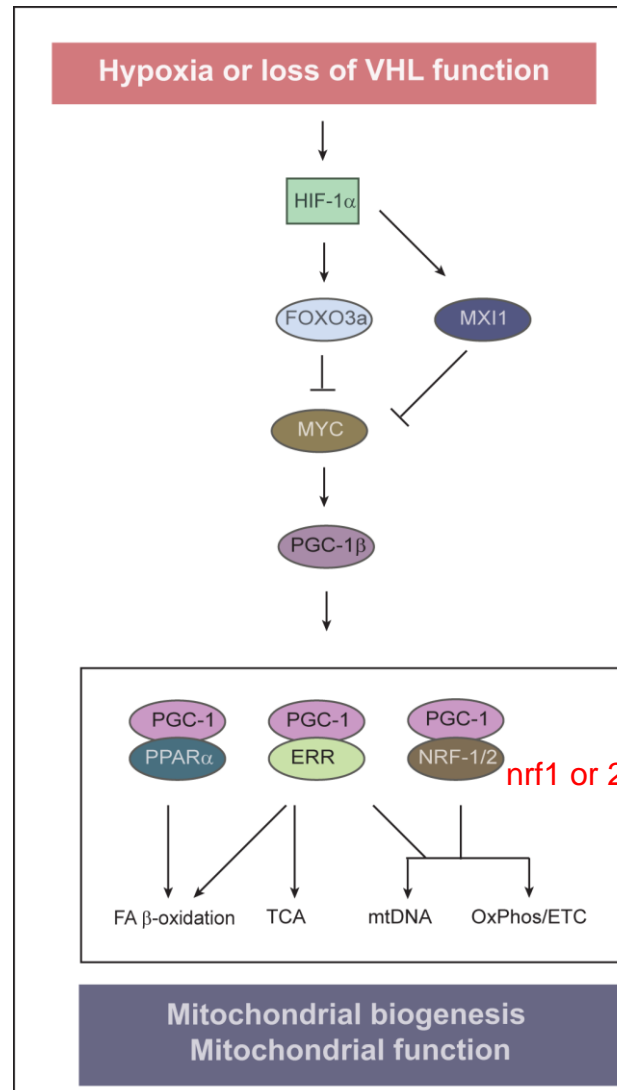 Hypoxia or loss of VHL function
HIF-1α
FOXO3a
MXI1
MYC
PGC-1β
PGC-1 PGC-1 PGC-1
PPARα ERR NRF-1/2
nrf1 or 2
FA β-oxidation TCA mtDNA OxPhos/ETC
Mitochondrial biogenesis
Mitochondrial function